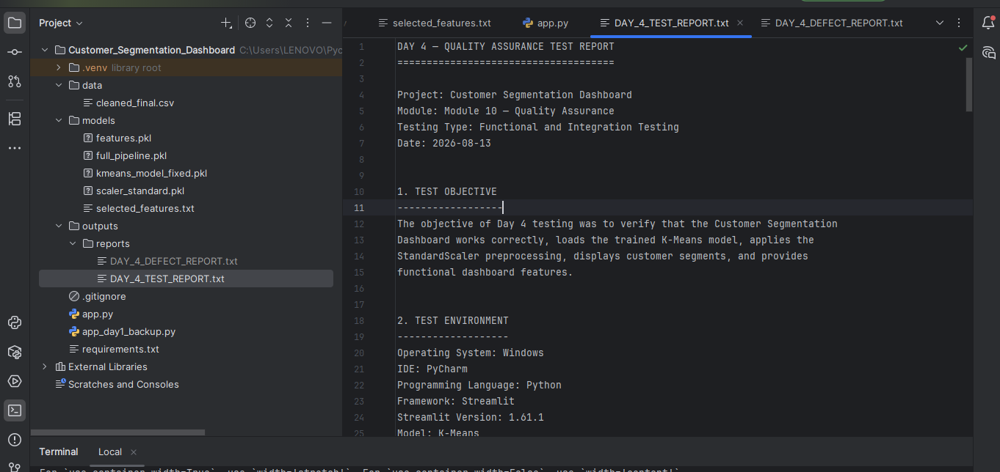 Project
selected_features.txt
app.py
DAY_4_TEST_REPORT.txt
DAY_4_DEFECT_REPORT.txt
Customer_Segmentation_Dashboard C:\Users\LENOVO\Pyc
.venv library root
data
cleaned_final.csv
models
features.pkl
full_pipeline.pkl
kmeans_model_fixed.pkl
scaler_standard.pkl
selected_features.txt
outputs
reports
DAY_4_DEFECT_REPORT.txt
DAY_4_TEST_REPORT.txt
.gitignore
app.py
app_day1_backup.py
requirements.txt
External Libraries
Scratches and Consoles
1 DAY 4 — QUALITY ASSURANCE TEST REPORT
2 =====================================
3
4 Project: Customer Segmentation Dashboard
5 Module: Module 10 — Quality Assurance
6 Testing Type: Functional and Integration Testing
7 Date: 2026-08-13
8
9
10 1. TEST OBJECTIVE
11 ------------------
12 The objective of Day 4 testing was to verify that the Customer Segmentation
13 Dashboard works correctly, loads the trained K-Means model, applies the
14 StandardScaler preprocessing, displays customer segments, and provides
15 functional dashboard features.
16
17
18 2. TEST ENVIRONMENT
19 -------------------
20 Operating System: Windows
21 IDE: PyCharm
22 Programming Language: Python
23 Framework: Streamlit
24 Streamlit Version: 1.61.1
25 Model: K-Means
Terminal
Local
For `use_container_width=True`, use `width='stretch'`. For `use_container_width=False`, use `width='content'`.